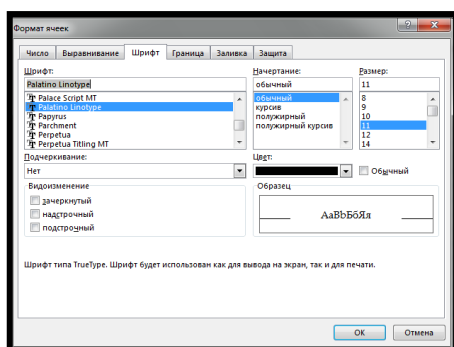 Формат ячеек
Число Выравнивание Шрифт Граница Заливка Защита
Шрифт: Начертание: Размер:
Palatino Linotype обычный 11
Palace Script MT обычный 8
Palatino Linotype курсив 9
Papyrus полужирный 10
Parchment полужирный курсив 11
Perpetua 12
Perpetua Titling MT 14
Подчеркивание: Цвет:
Нет Обычный
Видоизменение Образец
зачеркнутый
надстрочный АаВbБбЯя
подстрочный
Шрифт типа TrueType. Шрифт будет использован как для вывода на экран, так и для печати.
ОК Отмена